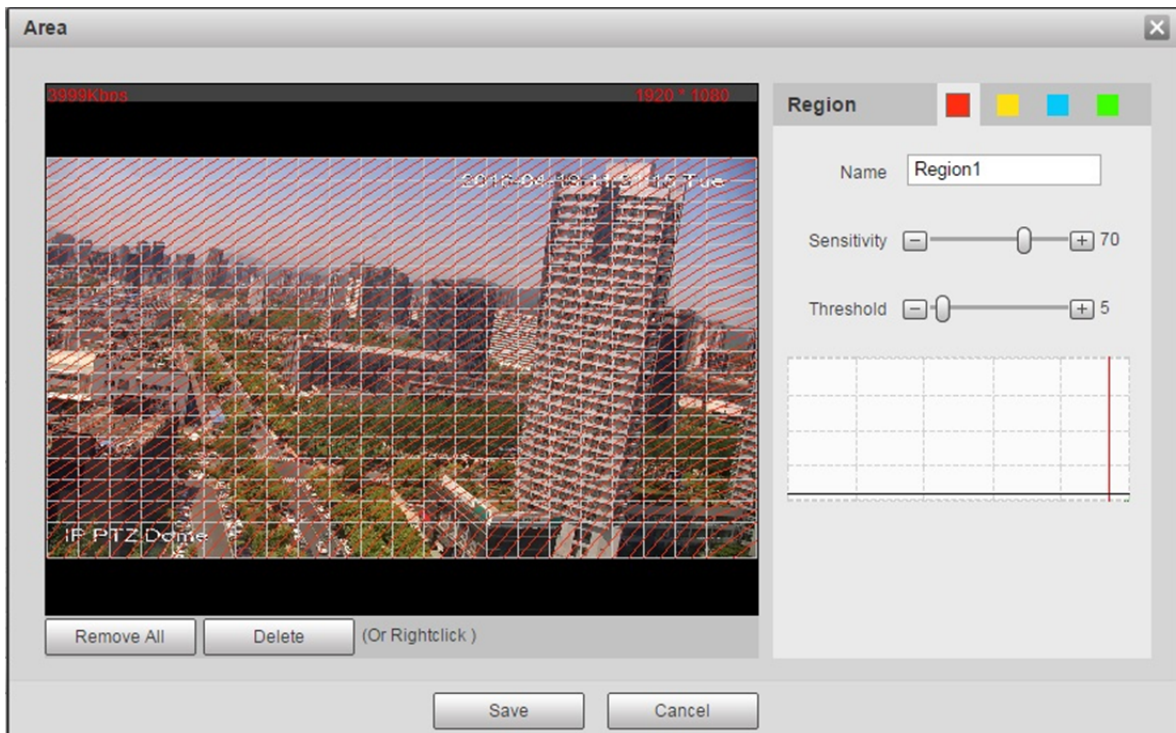 Area
3999Kbps 1920 * 1080
Region
Name Region1
Tue
Sensitivity 70
Threshold 5
IP PTZ Dome
Remove All Delete (Or Rightclick )
Save Cancel